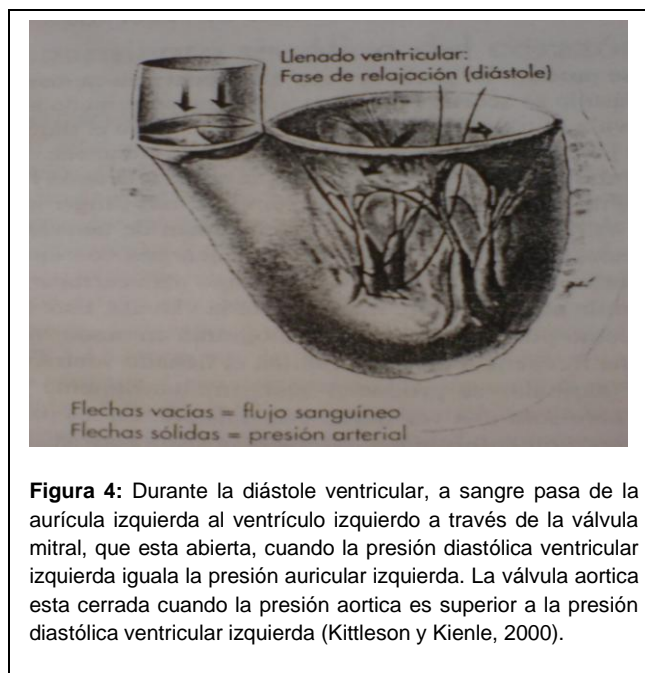 Llenado ventricular:
Fase de relajación (diástole)
Flechas vacías = flujo sanguíneo
Flechas sólidas = presión arterial
Figura 4: Durante la diástole ventricular, a sangre pasa de la
aurícula izquierda al ventrículo izquierdo a través de la válvula
mitral, que esta abierta, cuando la presión diastólica ventricular
izquierda iguala la presión auricular izquierda. La válvula aortica
esta cerrada cuando la presión aortica es superior a la presión
diastólica ventricular izquierda (Kittleson y Kienle, 2000).